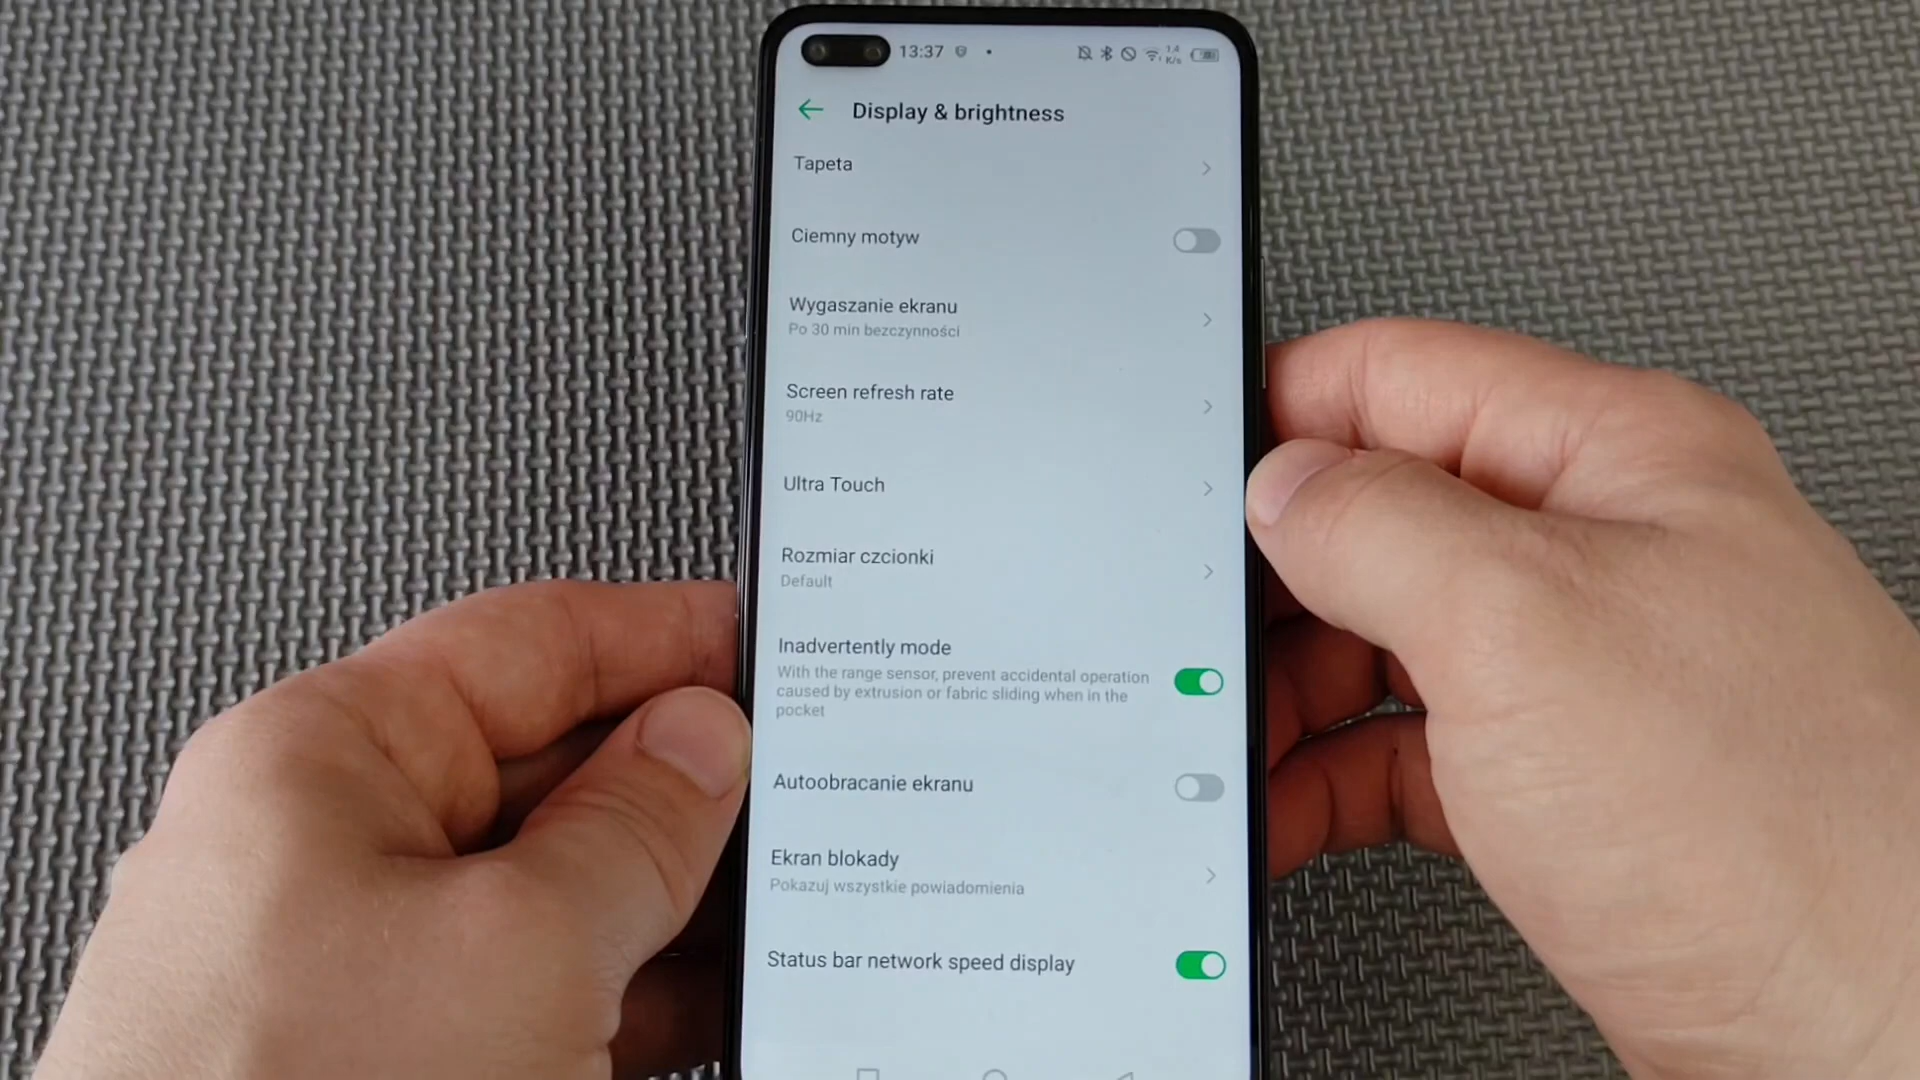 13:37
1,4
K/s
Display & brightness
Tapeta
Ciemny motyw
Wygaszanie ekranu
Po 30 min bezczynności
Screen refresh rate
90Hz
Ultra Touch
Rozmiar czcionki
Default
Inadvertently mode
With the range sensor, prevent accidental operation
caused by extrusion or fabric sliding when in the
pocket
Autoobracanie ekranu
Ekran blokady
Pokazuj wszystkie powiadomienia
Status bar network speed display